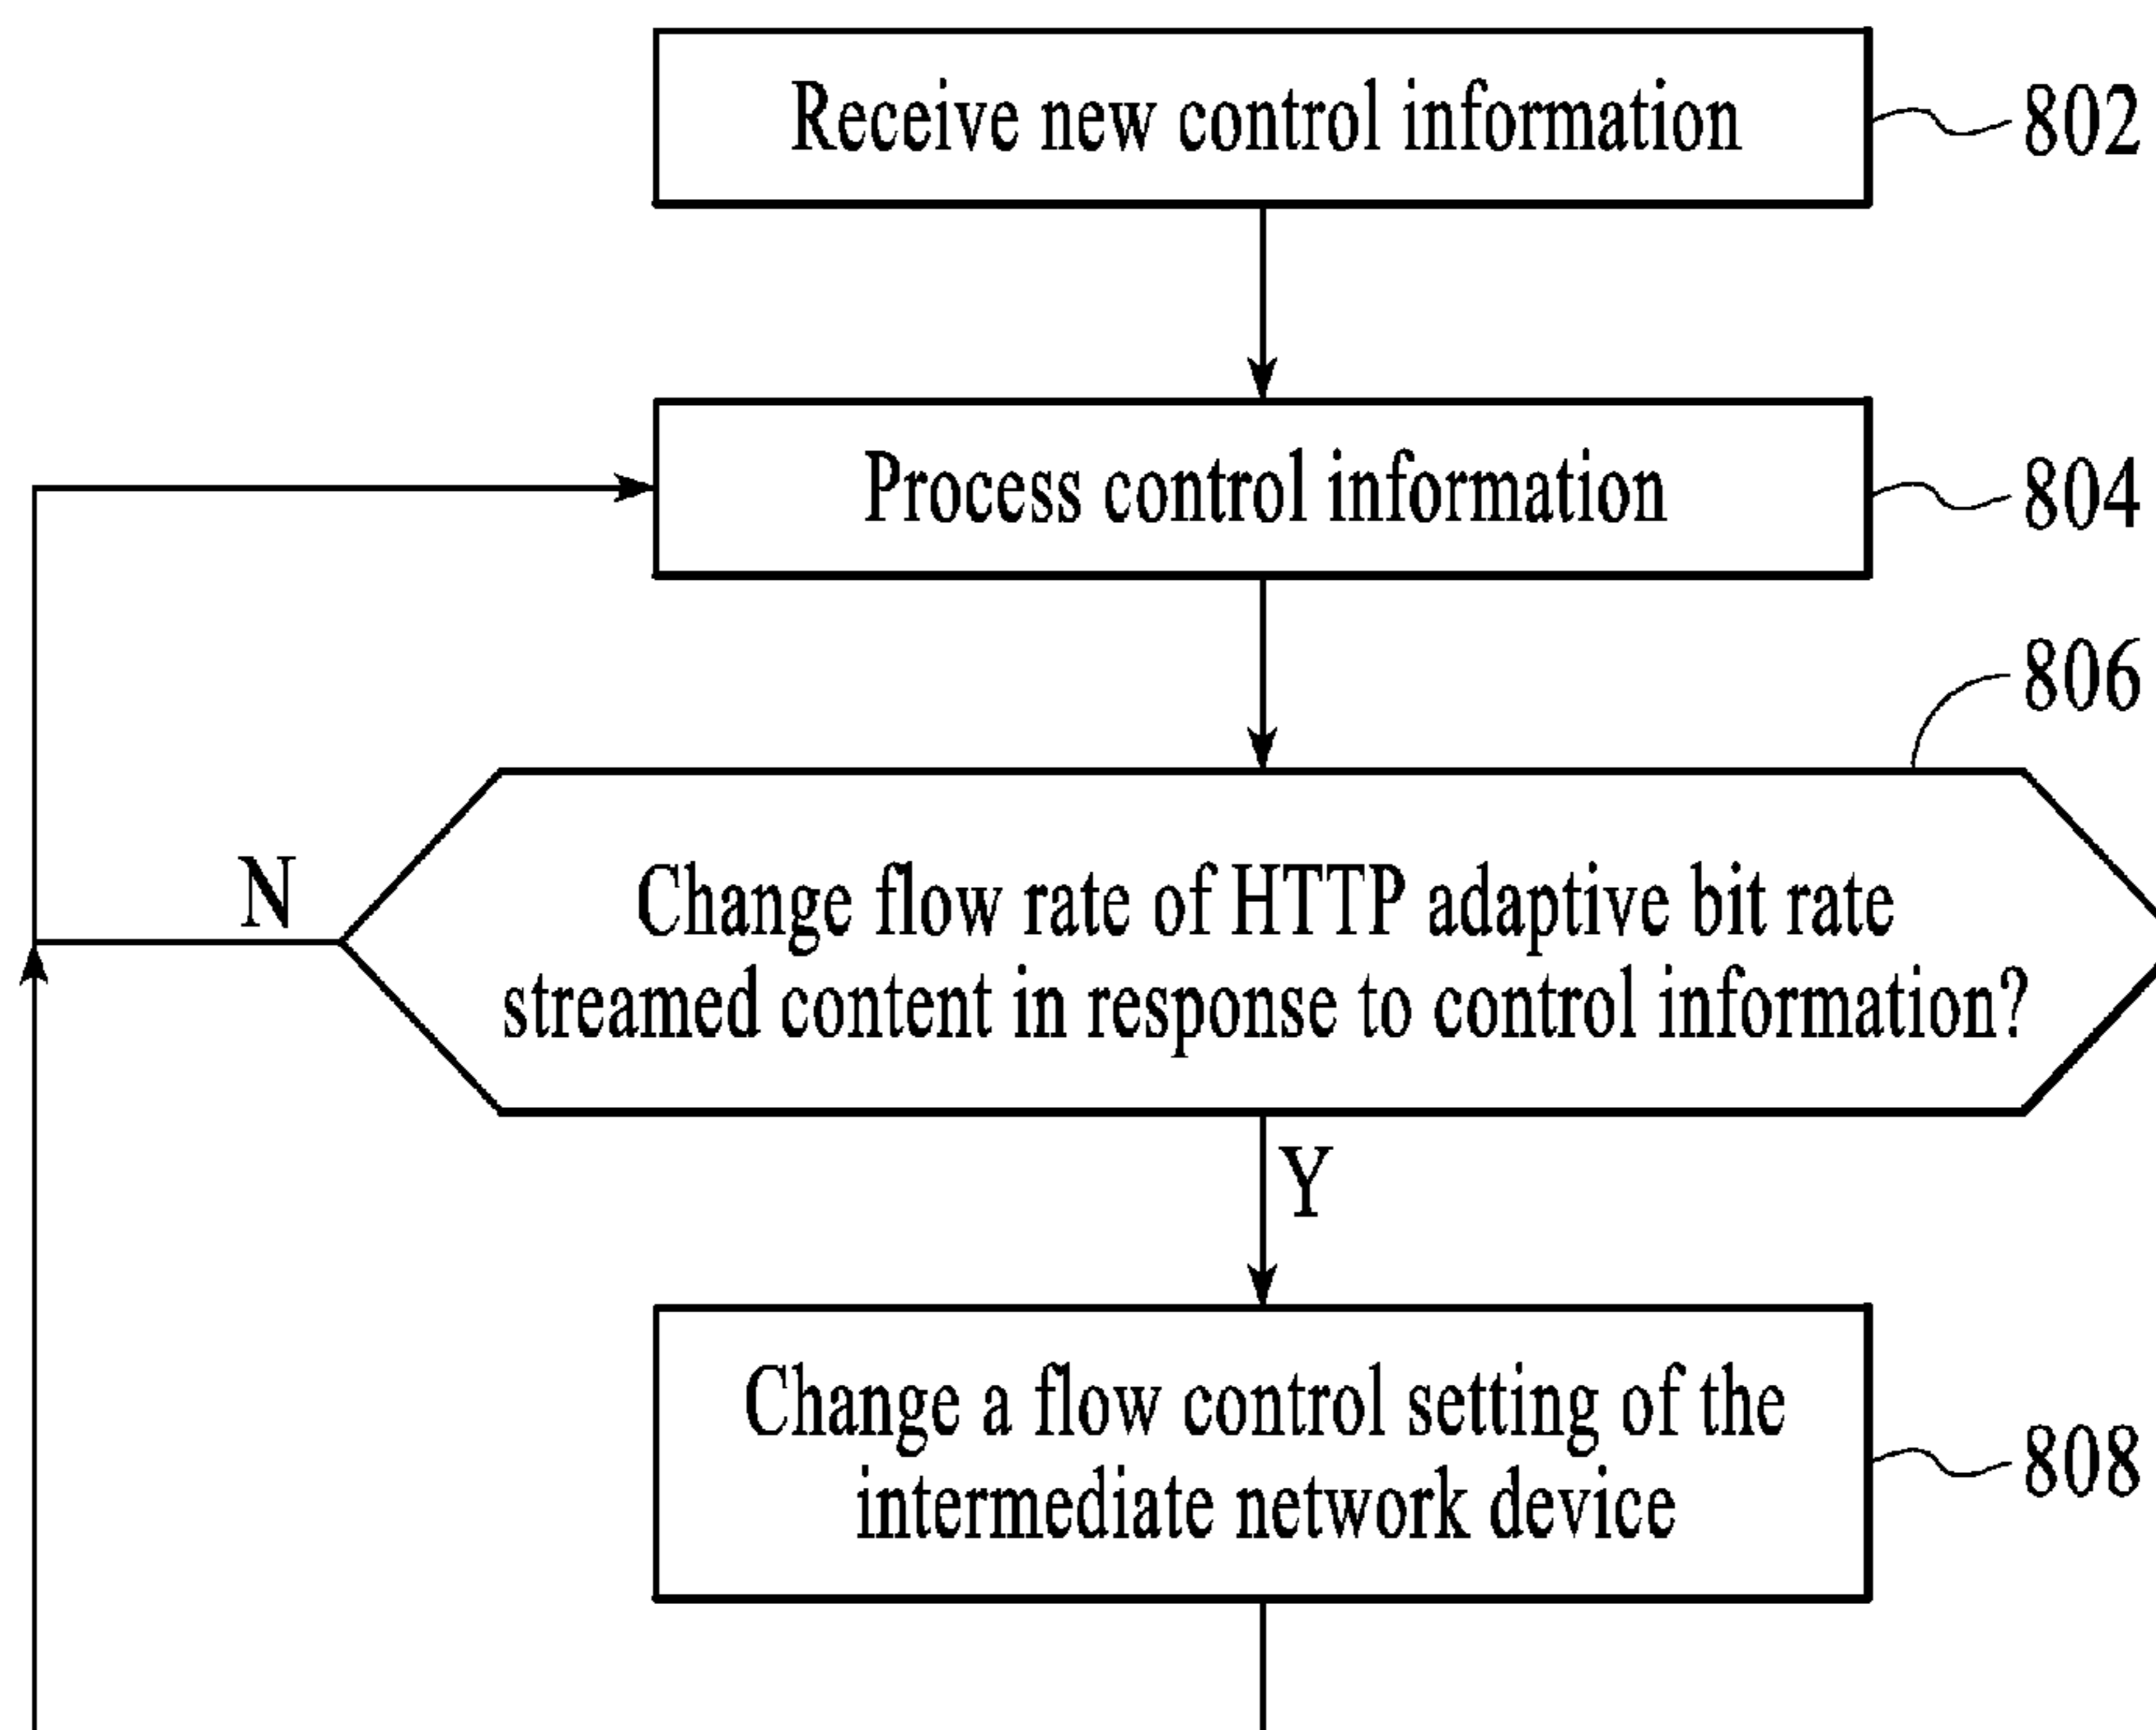 Receive new control information
802
Process control information
804
806
N
Change flow rate of HTTP adaptive bit rate
streamed content in response to control information?
Y
Change a flow control setting of the
intermediate network device
808